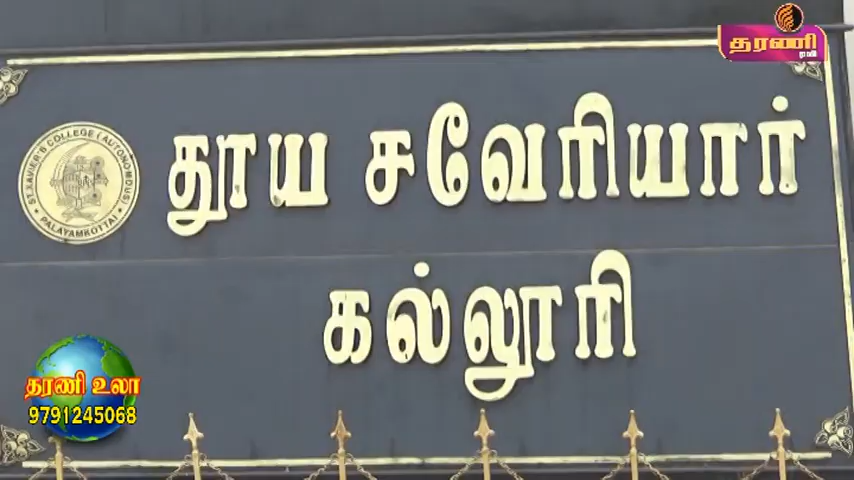 தரணி
டிவி
ST.XAVIER'S COLLEGE (AUTONOMOUS)
PALAYAMKOTTAI
தூய சவேரியார்
கல்லூரி
தரணி உலா
9791245068